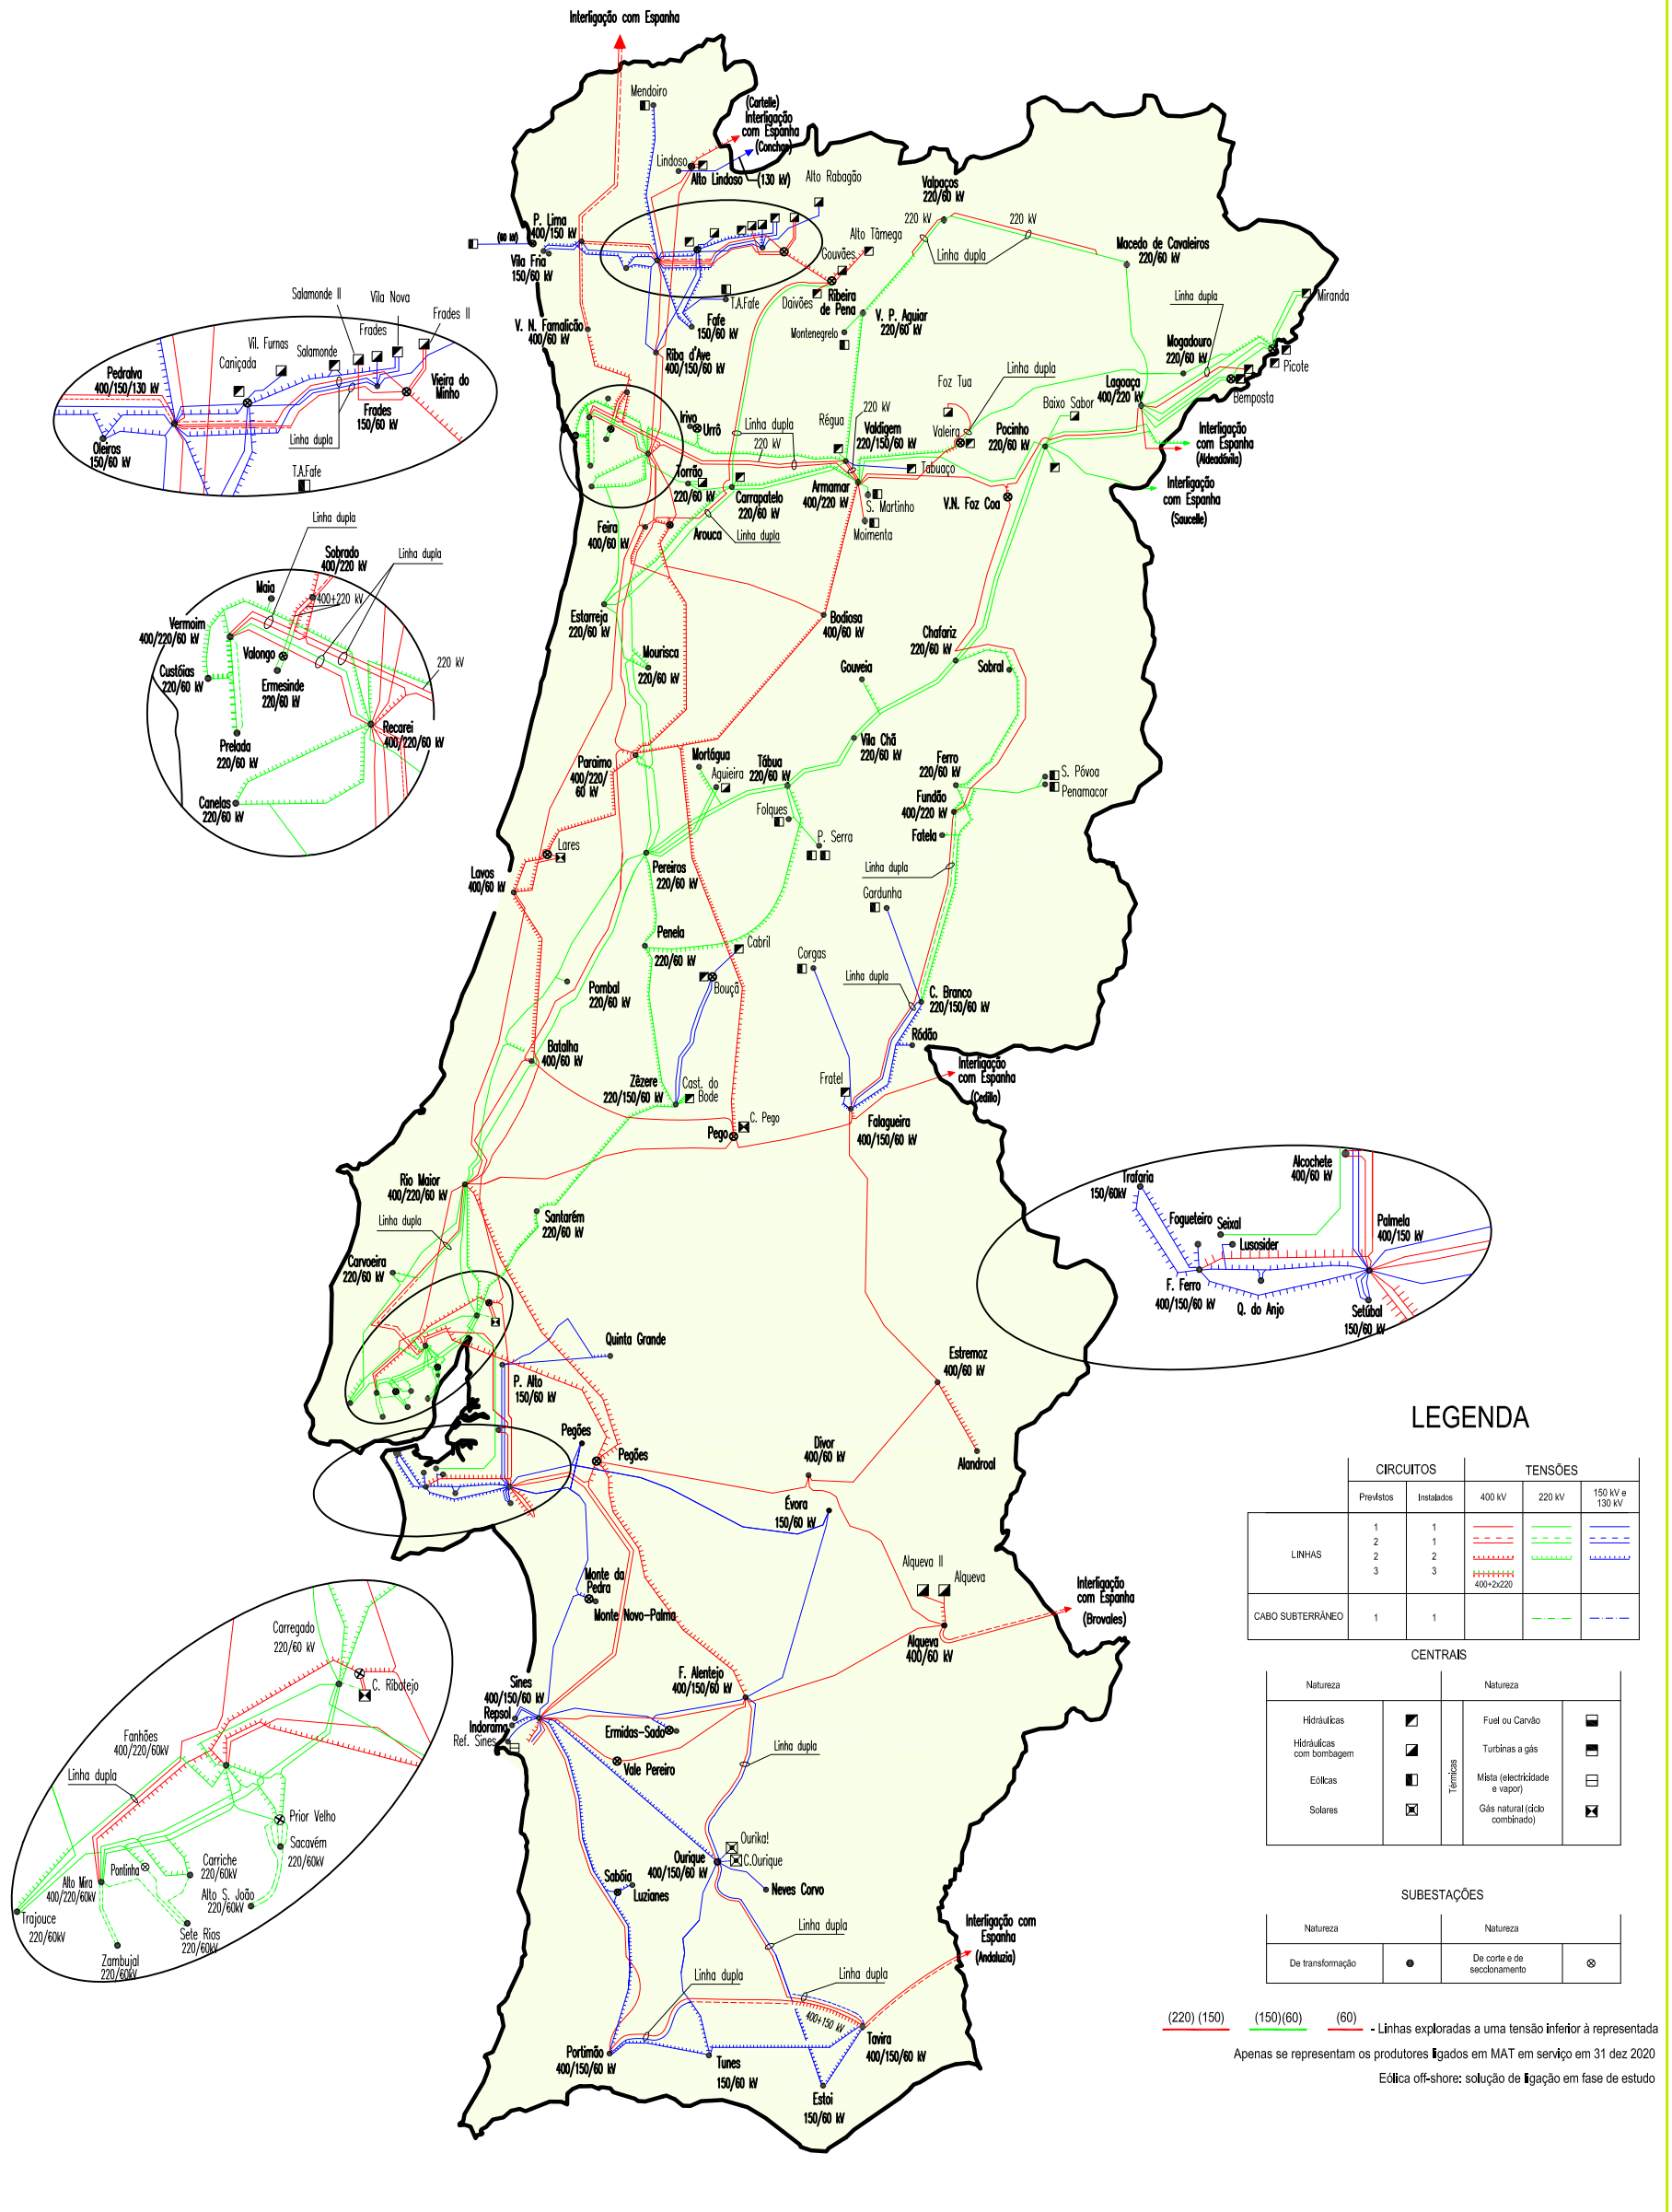 Interligação com Espanha
Mendoiro
(Cartelle)
Interligação
com Espanha
(Conchas)
Lindoso
Alto Lindoso
(130 kV)
Alto Rabagão
Valpaços
220/60 kV
220 kV
220 kV
P. Lima
400/150 kV
(60 kV)
Vila Fria
150/60 kV
Alto Tâmega
Gouvães
Linha dupla
Macedo de Cavaleiros
220/60 kV
Daivões
Ribeira
de Pena
T.A.Fafe
Fafe
150/60 kV
V. N. Famalicão
400/60 kV
Montenegrelo
V. P. Aguiar
220/60 kV
Linha dupla
Miranda
Riba d'Ave
400/150/60 kV
Mogadouro
220/60 kV
Picote
Bemposta
Foz Tua
Linha dupla
Lagoaça
400/220 kV
Baixo Sabor
Irivo
Urrô
Régua
220 kV
Linha dupla
220 kV
Valdigem
220/150/60 kV
Valeira
Pocinho
220/60 kV
Interligação
com Espanha
(Aldeadávila)
Tabuaço
Torrão
220/60 kV
Carrapatelo
220/60 kV
Armamar
400/220 kV
S. Martinho
Moimenta
V.N. Foz Coa
Interligação
com Espanha
(Saucelle)
Feira
400/60 kV
Arouca
Linha dupla
Estarreja
220/60 kV
Bodiosa
400/60 kV
Chafariz
220/60 kV
Mourisca
220/60 kV
Gouveia
Sobral
Vila Chã
220/60 kV
Paraimo
400/220/
60 kV
Mortágua
Aguieira
Tábua
220/60 kV
Ferro
220/60 kV
S. Póvoa
Penamacor
Fundão
400/220 kV
Folques
P. Serra
Fatela
Lares
Lavos
400/60 kV
Pereiros
220/60 kV
Linha dupla
Gardunha
Penela
220/60 kV
Cabril
Corgas
Bouçã
Linha dupla
Pombal
220/60 kV
C. Branco
220/150/60 kV
Ródão
Batalha
400/60 kV
Zêzere
220/150/60 kV
Cast. do
Bode
Fratel
Interligação
com Espanha
(Cedillo)
C. Pego
Pego
Falagueira
400/150/60 kV
Rio Maior
400/220/60 kV
Linha dupla
Santarém
220/60 kV
Carvoeira
220/60 kV
Quinta Grande
P. Alto
150/60 kV
Estremoz
400/60 kV
Pegões
Pegões
Divor
400/60 kV
Alandroal
Évora
150/60 kV
Alqueva II
Alqueva
Monte da
Pedra
Monte Novo-Palma
Interligação
com Espanha
(Brovales)
Alqueva
400/60 kV
F. Alentejo
400/150/60 kV
Sines
400/150/60 kV
Repsol
Indorama
Ref. Sines
Ermidas-Sado
Vale Pereiro
Linha dupla
Ourika!
C.Ourique
Ourique
400/150/60 kV
Sabóia
Luzianes
Neves Corvo
Linha dupla
Interligação com
Espanha
(Andaluzia)
Linha dupla
Linha dupla
400+150 kV
Portimão
400/150/60 kV
Tunes
150/60 kV
Tavira
400/150/60 kV
Estoi
150/60 kV
Salamonde II
Vila Nova
Frades
Frades II
Vil. Furnas
Salamonde
Caniçada
Pedralva
400/150/130 kV
Vieira do
Minho
Frades
150/60 kV
Linha dupla
Oleiros
150/60 kV
T.A.Fafe
Linha dupla
Linha dupla
Sobrado
400/220 kV
400+220 kV
Maia
Vermoim
400/220/60 kV
Valongo
220 kV
Custóias
220/60 kV
Ermesinde
220/60 kV
Recarei
400/220/60 kV
Prelada
220/60 kV
Canelas
220/60 kV
Alcochete
400/60 kV
Trafaria
150/60kV
Fogueteiro
Seixal
Lusosider
Palmela
400/150 kV
F. Ferro
400/150/60 kV
Q. do Anjo
Setúbal
150/60 kV
Carregado
220/60 kV
C. Ribatejo
Fanhões
400/220/60kV
Linha dupla
Prior Velho
Sacavém
220/60kV
Pontinha
Carriche
220/60kV
Alto Mira
400/220/60kV
Alto S. João
220/60kV
Trajouce
220/60kV
Sete Rios
220/60kV
Zambujal
220/60kV
LEGENDA
CIRCUITOS
TENSÕES
Previstos
Instalados
400 kV
220 kV
150 kV e
130 kV
LINHAS
1 1
2 1
2 2
3 3
400+2x220
CABO SUBTERRÂNEO
1 1
CENTRAIS
Natureza
Natureza
Hidráulicas
Fuel ou Carvão
Hidráulicas
com bombagem
Turbinas a gás
Térmicas
Eólicas
Mista (electricidade
e vapor)
Solares
Gás natural (ciclo
combinado)
SUBESTAÇÕES
Natureza
Natureza
De transformação
De corte e de
seccionamento
(220) (150)
(150)(60)
(60)
- Linhas exploradas a uma tensão inferior à representada
Apenas se representam os produtores ligados em MAT em serviço em 31 dez 2020
Eólica off-shore: solução de ligação em fase de estudo